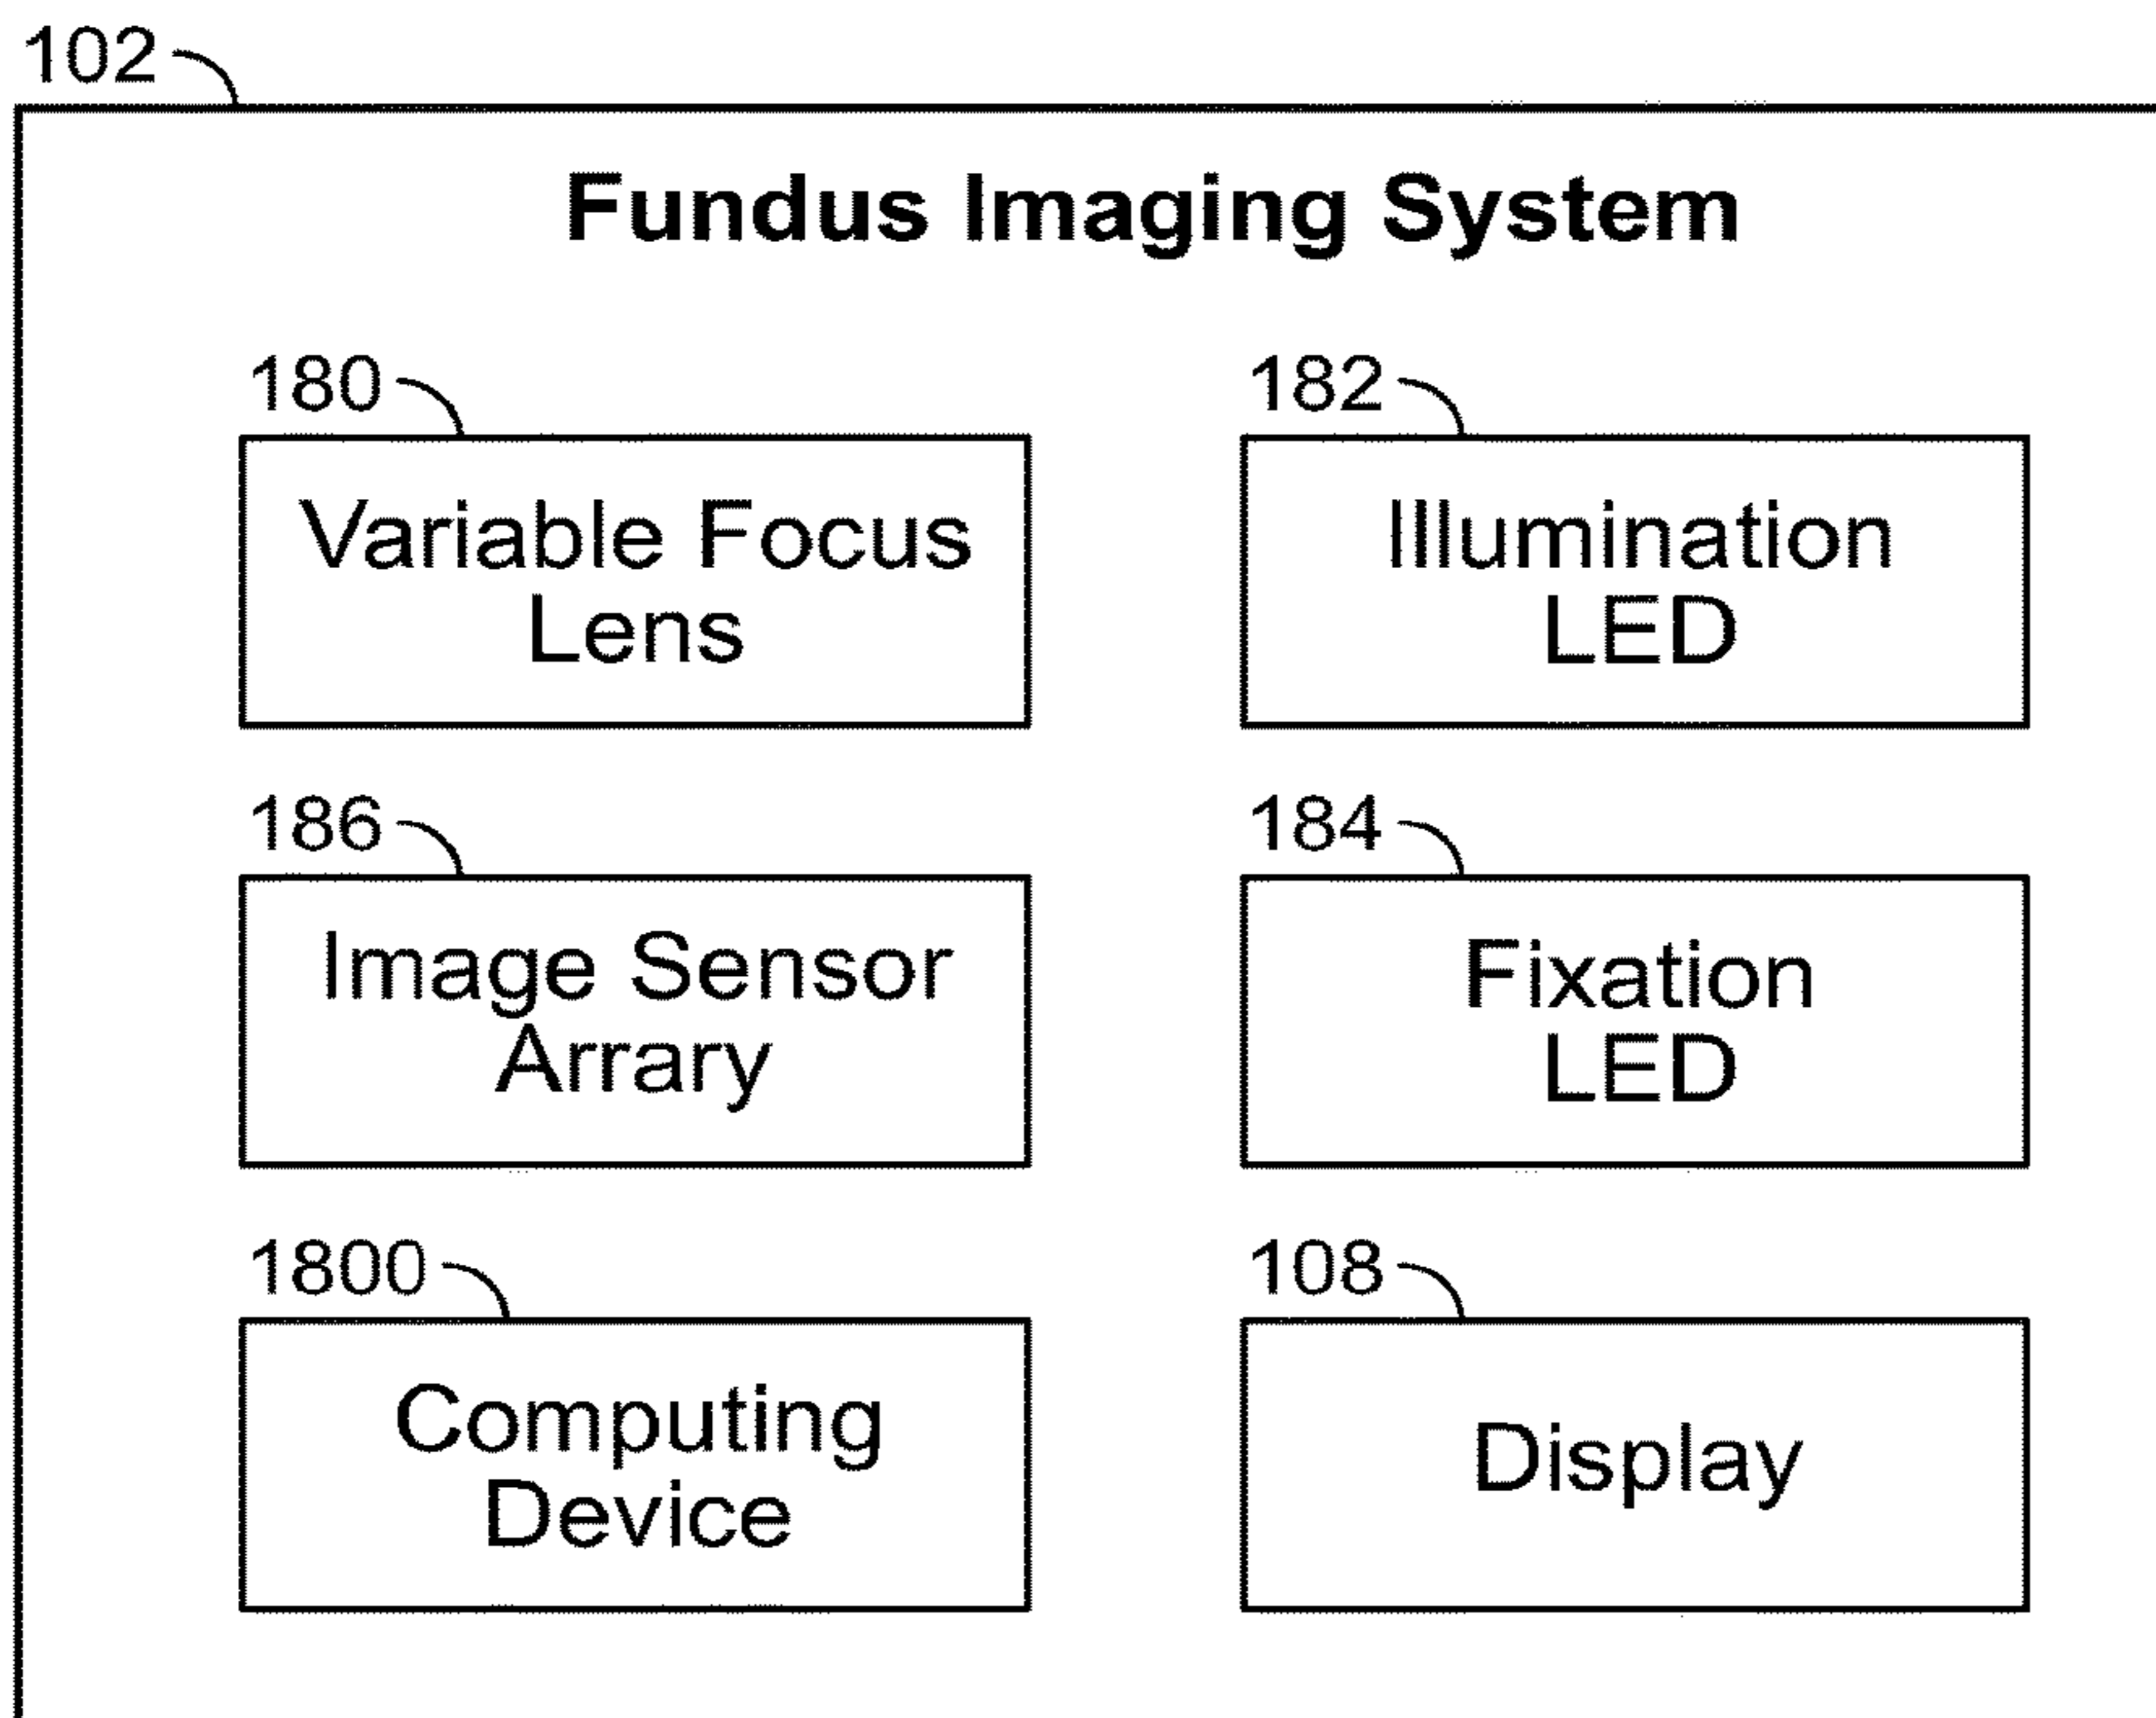 102
Fundus Imaging System
180
Variable Focus
Lens
182
Illumination
LED
186
Image Sensor
Arrary
184
Fixation
LED
1800
Computing
Device
108
Display